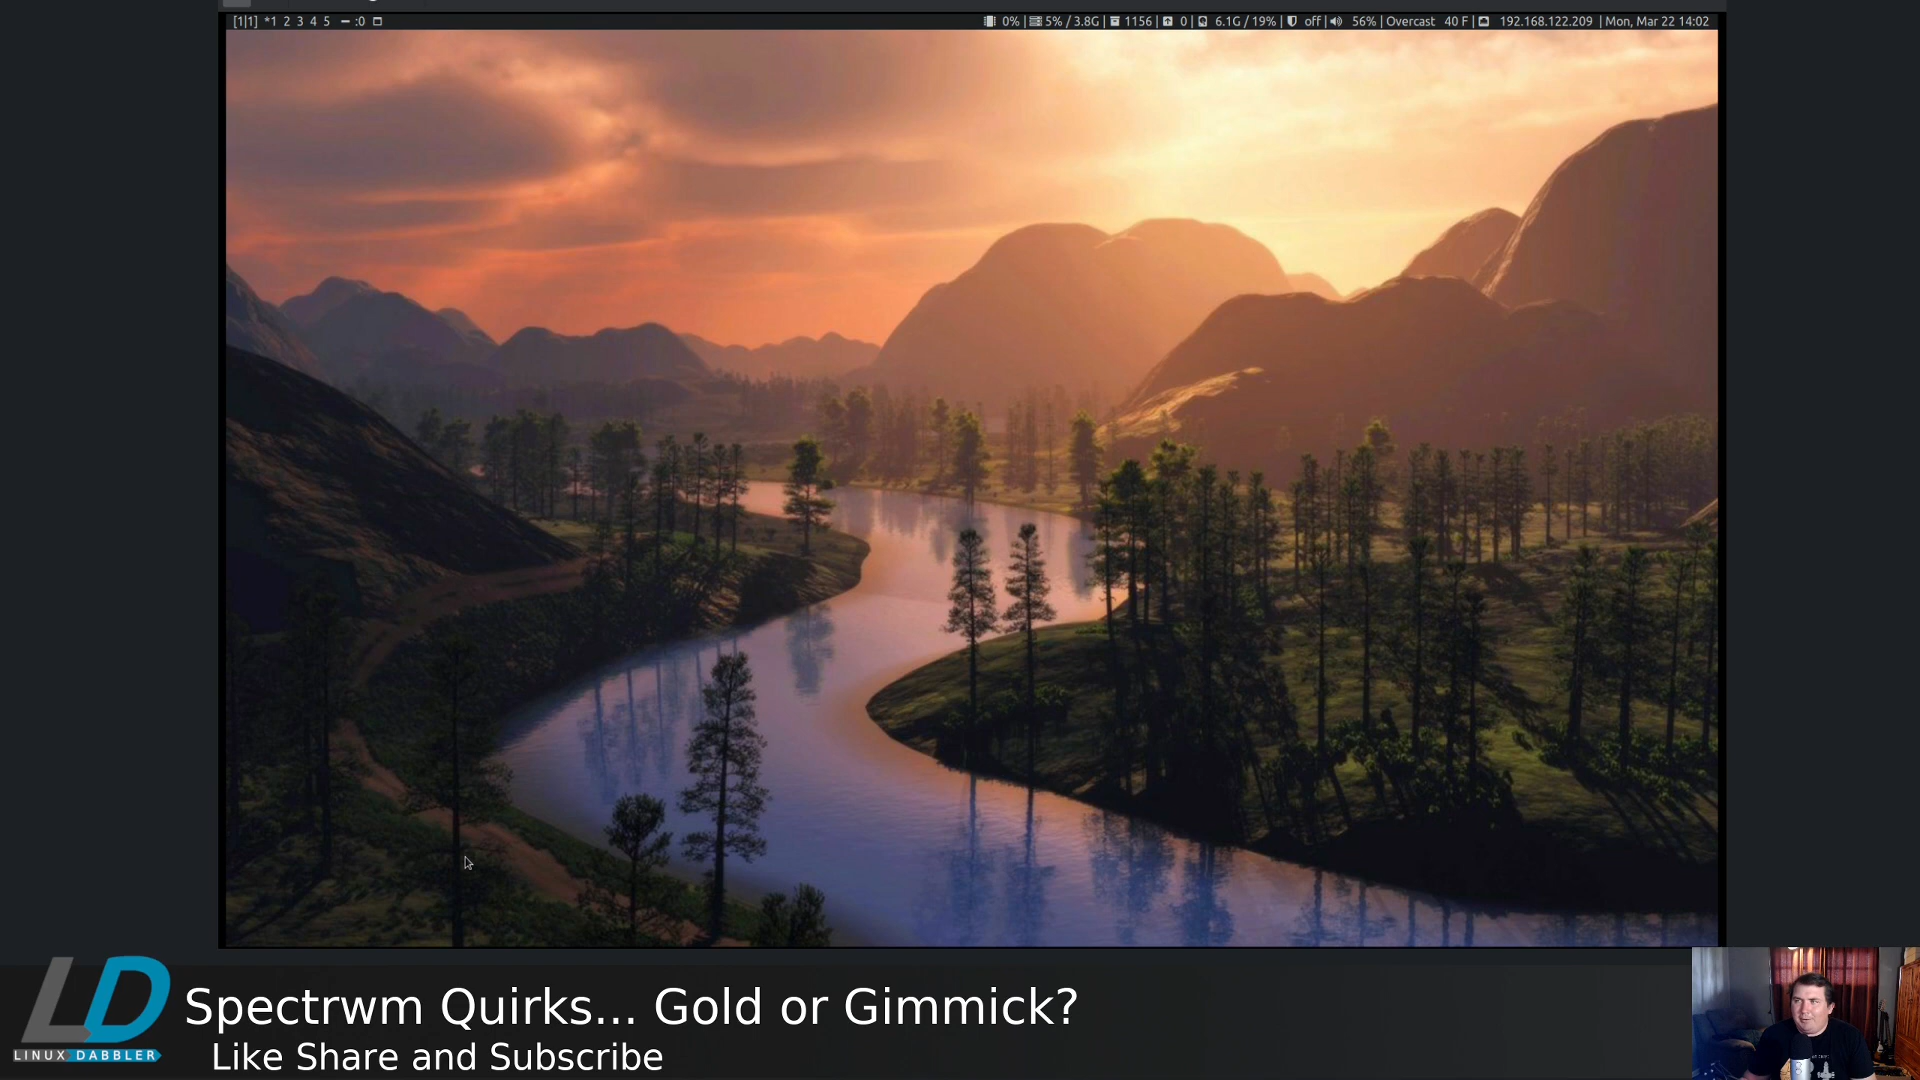 [1|1] *1 2 3 4 5 — :0
0% | 5% / 3.8G | 1156 | 0 | 6.1G / 19% | off | 56% | Overcast 40 F | 192.168.122.209 | Mon, Mar 22 14:02
LD
LINUX DABBLER
Spectrwm Quirks... Gold or Gimmick?
Like Share and Subscribe